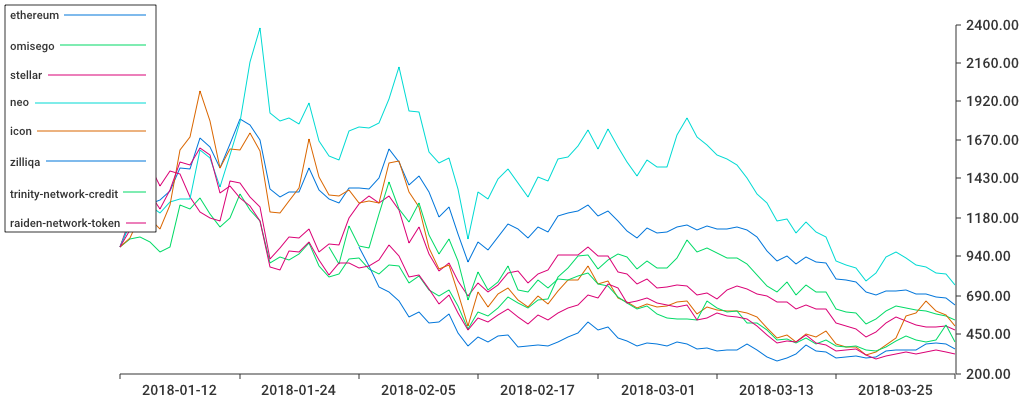 ethereum
omisego
stellar
neo
icon
zilliqa
trinity-network-credit
raiden-network-token
2400.00
2160.00
1920.00
1670.00
1430.00
1180.00
940.00
690.00
450.00
200.00
2018-01-12 2018-01-24 2018-02-05 2018-02-17 2018-03-01 2018-03-13 2018-03-25